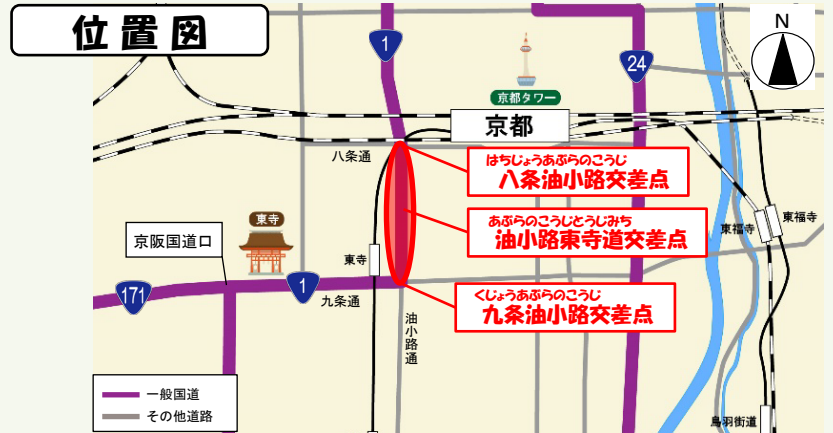 位置図
N
1
24
京都タワー
京都
八条通
はちじょうあぶらのこうじ
八条油小路交差点
あぶらのこうじとうじみち
油小路東寺道交差点
東福寺
東福寺
東寺
京阪国道口
東寺
171
1
九条通
くじょうあぶらのこうじ
九条油小路交差点
油小路通
一般国道
その他道路
鳥羽街道